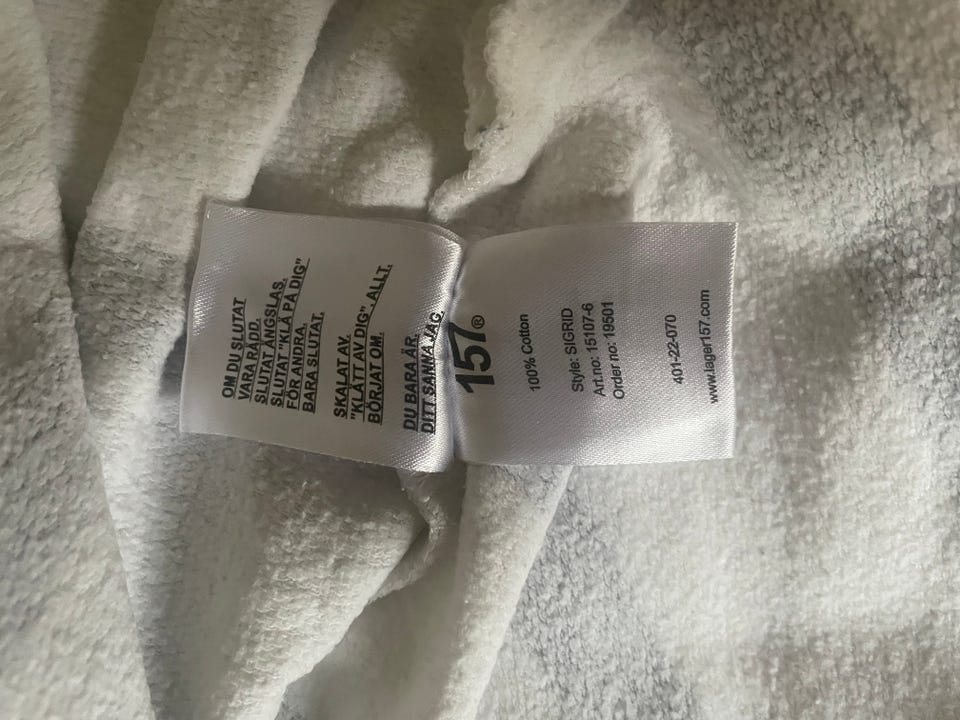 OM DU SLUTAT
VARA RÄDD.
SLUTAT ÄNGSLAS.
SLUTAT "KLÄ PÅ DIG"
FÖR ANDRA.
BARA SLUTAT.
SKALAT AV.
"KLÄTT AV DIG", ALLT.
BÖRJAT OM.
DU BARA ÄR.
DITT SANNA JAG.
157®
100% Cotton
Style: SIGRID
Art.no: 15107-6
Order no: 19501
401-22-070
www.lager157.com